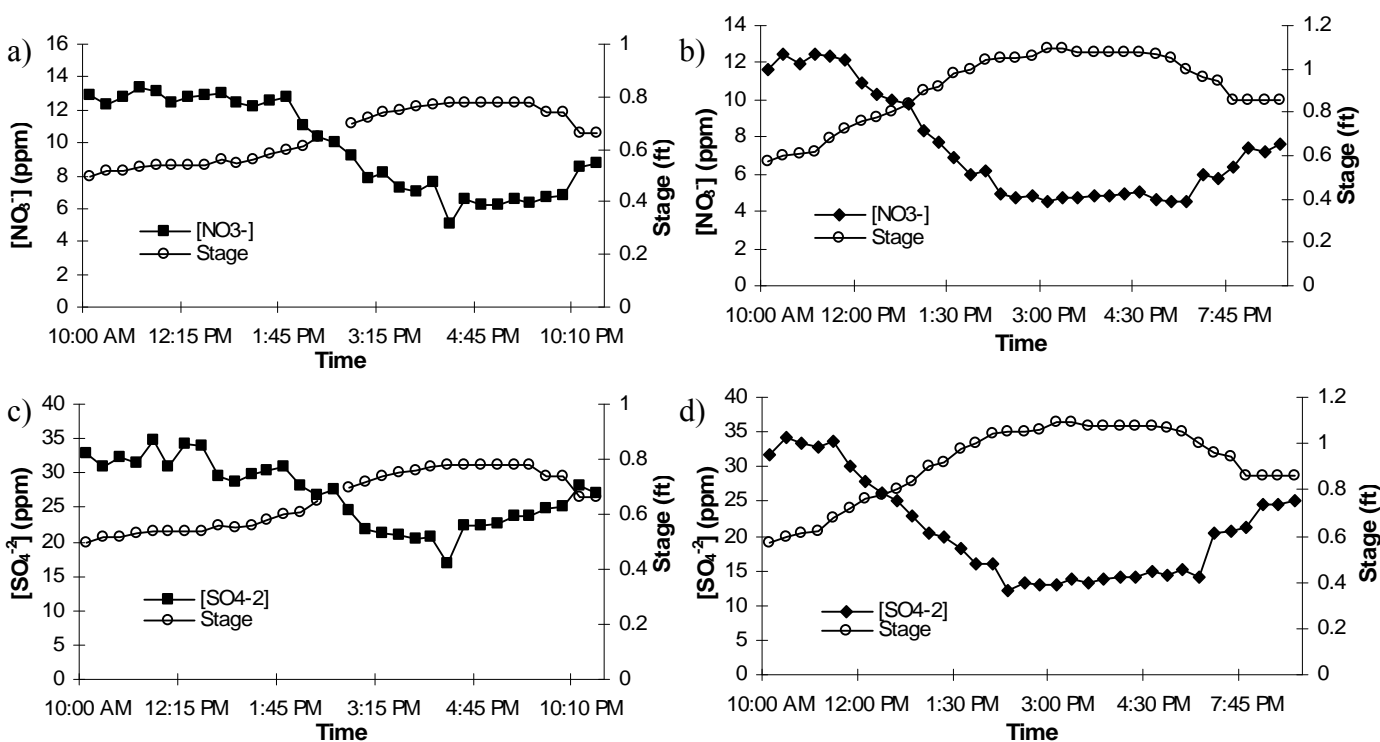 a)
16
14
12
10
8
6
4
2
0
[NO₃⁻] (ppm)
1
0.8
0.6
0.4
0.2
0
Stage (ft)
[NO3-]
Stage
10:00 AM 12:15 PM 1:45 PM 3:15 PM 4:45 PM 10:10 PM
Time
b)
14
12
10
8
6
4
2
0
[NO₃⁻] (ppm)
1.2
1
0.8
0.6
0.4
0.2
0
Stage (ft)
[NO3-]
Stage
10:00 AM 12:00 PM 1:30 PM 3:00 PM 4:30 PM 7:45 PM
Time
c)
40
35
30
25
20
15
10
5
0
[SO₄⁻²] (ppm)
1
0.8
0.6
0.4
0.2
0
Stage (ft)
[SO4-2]
Stage
10:00 AM 12:15 PM 1:45 PM 3:15 PM 4:45 PM 10:10 PM
Time
d)
40
35
30
25
20
15
10
5
0
[SO₄⁻²] (ppm)
1.2
1
0.8
0.6
0.4
0.2
0
Stage (ft)
[SO4-2]
Stage
10:00 AM 12:00 PM 1:30 PM 3:00 PM 4:30 PM 7:45 PM
Time